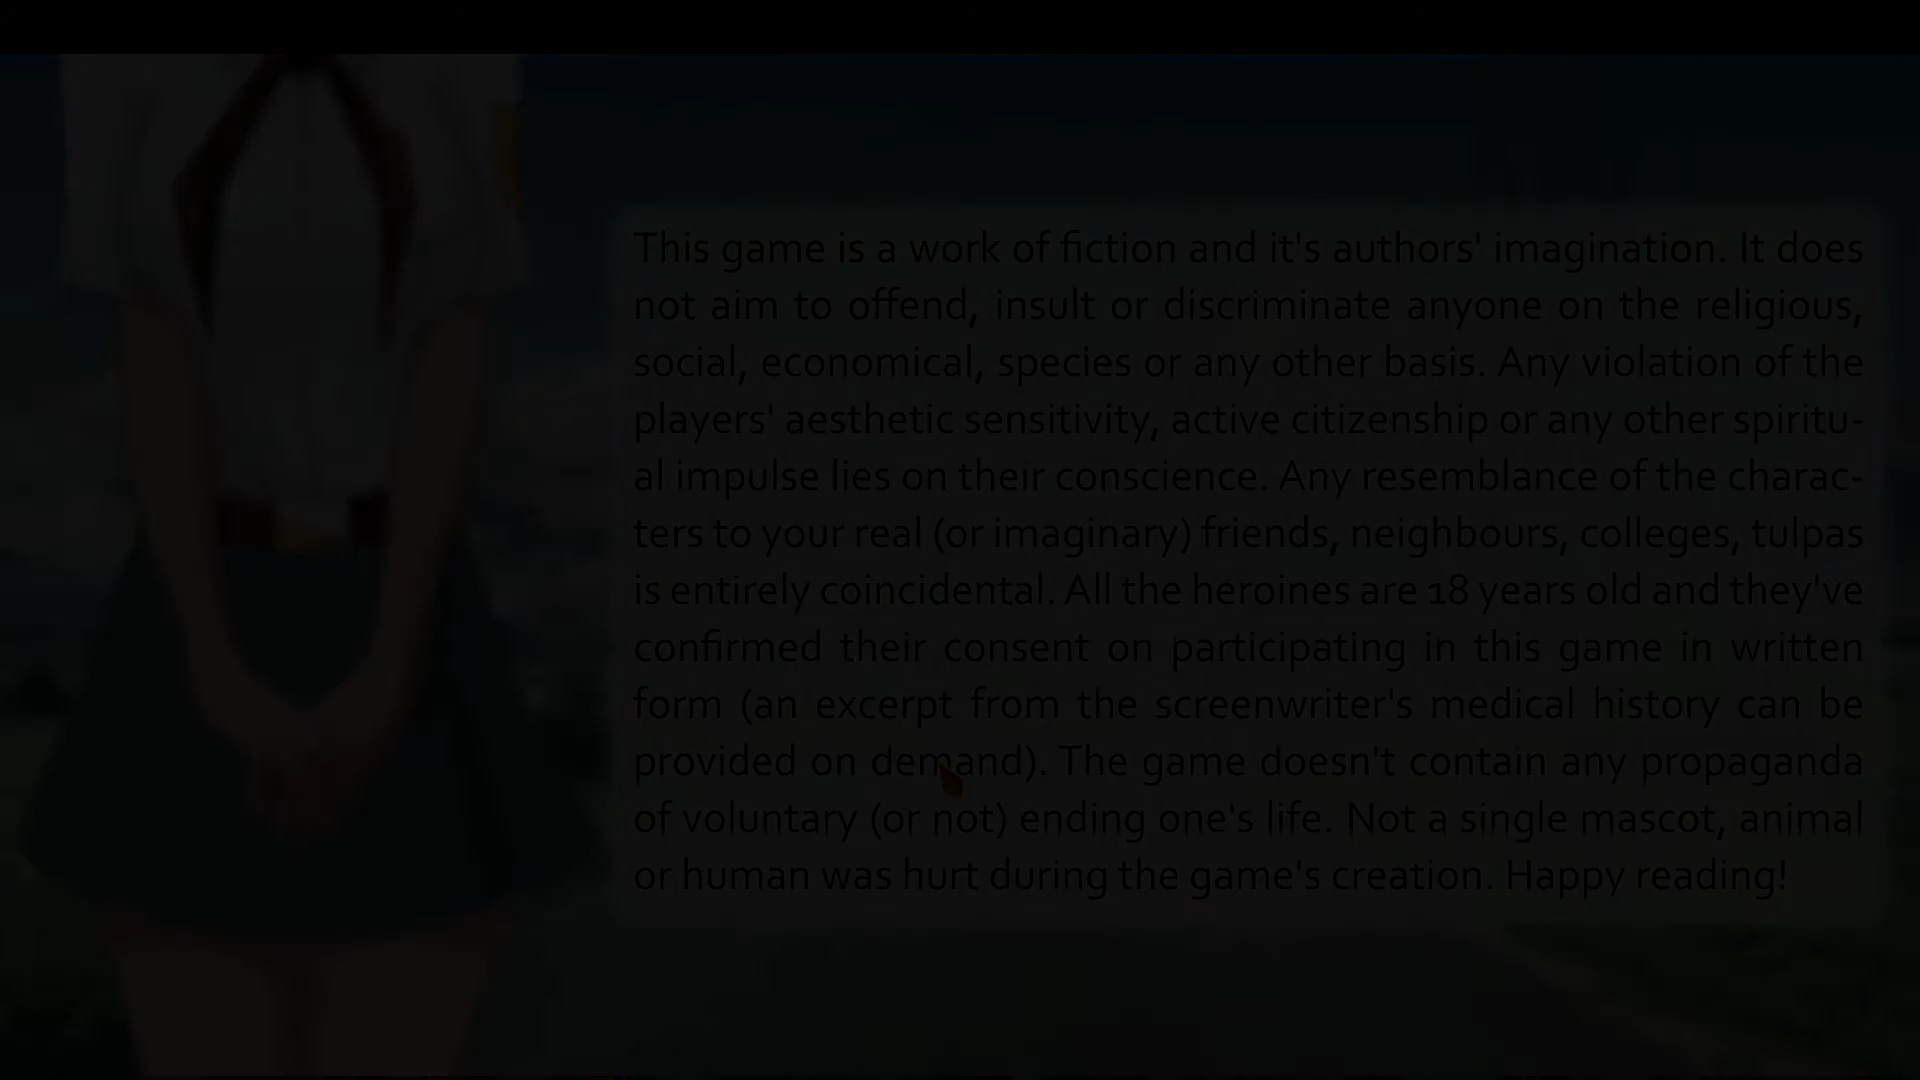 This game is a work of fiction and it's authors' imagination. It does
not aim to offend, insult or discriminate anyone on the religious,
social, economical, species or any other basis. Any violation of the
players' aesthetic sensitivity, active citizenship or any other spiritu-
al impulse lies on their conscience. Any resemblance of the charac-
ters to your real (or imaginary) friends, neighbours, colleges, tulpas
is entirely coincidental. All the heroines are 18 years old and they've
confirmed their consent on participating in this game in written
form (an excerpt from the screenwriter's medical history can be
provided on demand). The game doesn't contain any propaganda
of voluntary (or not) ending one's life. Not a single mascot, animal
or human was hurt during the game's creation. Happy reading!